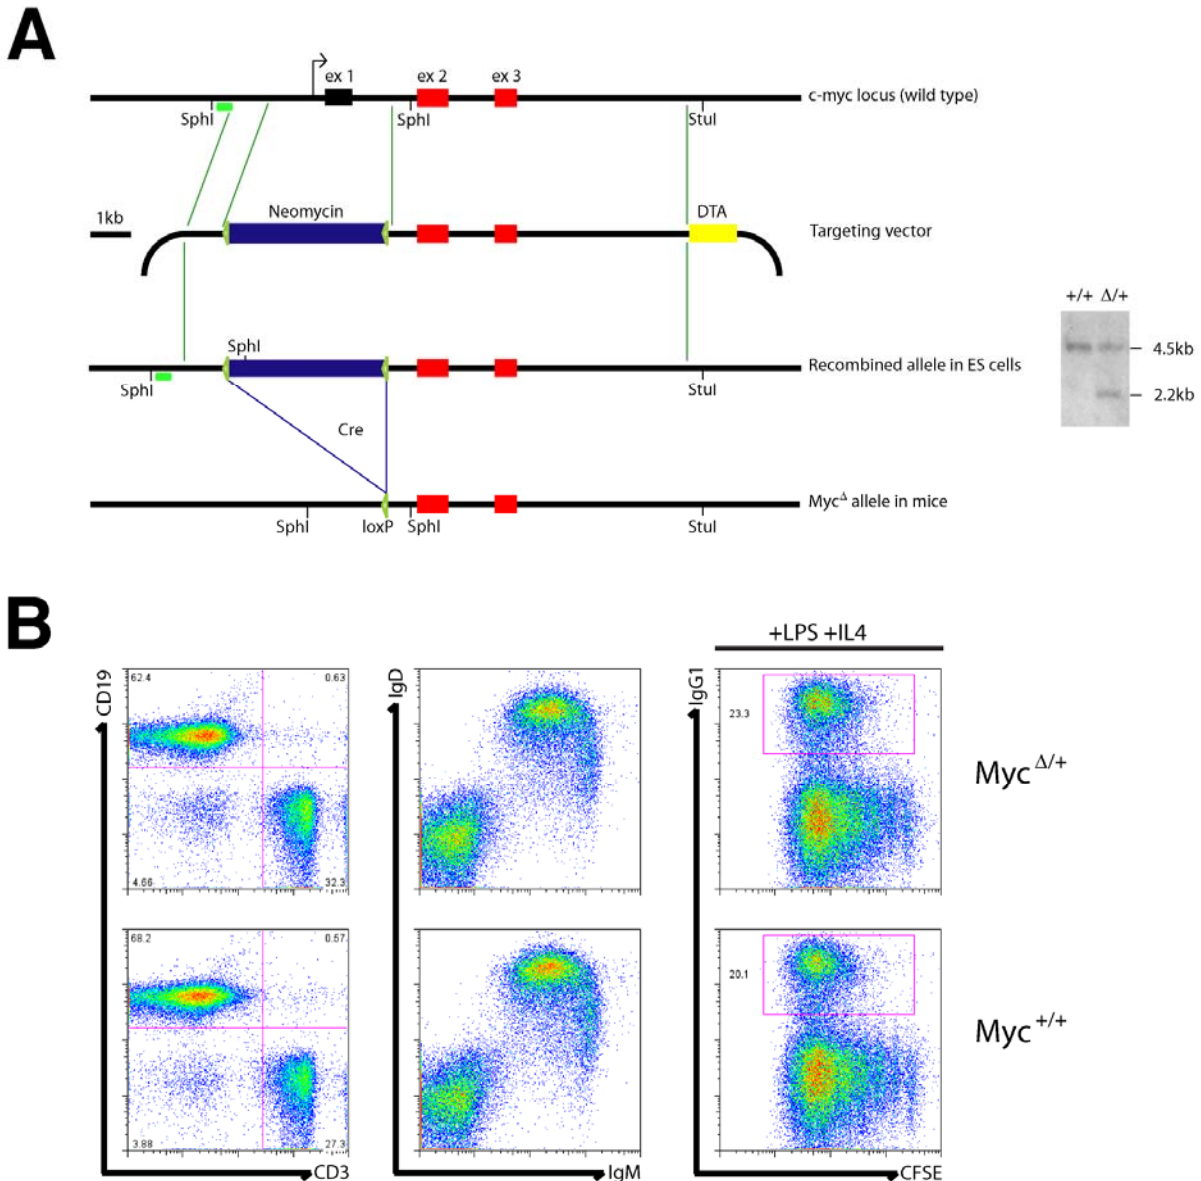 A
ex 1
ex 2
ex 3
c-myc locus (wild type)
SphI
SphI
StuI
1kb
Neomycin
DTA
Targeting vector
+/+ Δ/+
4.5kb
2.2kb
SphI
Recombined allele in ES cells
SphI
StuI
Cre
MycΔ allele in mice
SphI
loxP
SphI
StuI
B
+LPS +IL4
CD19
62.4
0.63
4.66
32.3
IgD
IgG1
23.3
Myc Δ/+
68.2
0.57
3.88
27.3
20.1
Myc +/+
CD3
IgM
CFSE